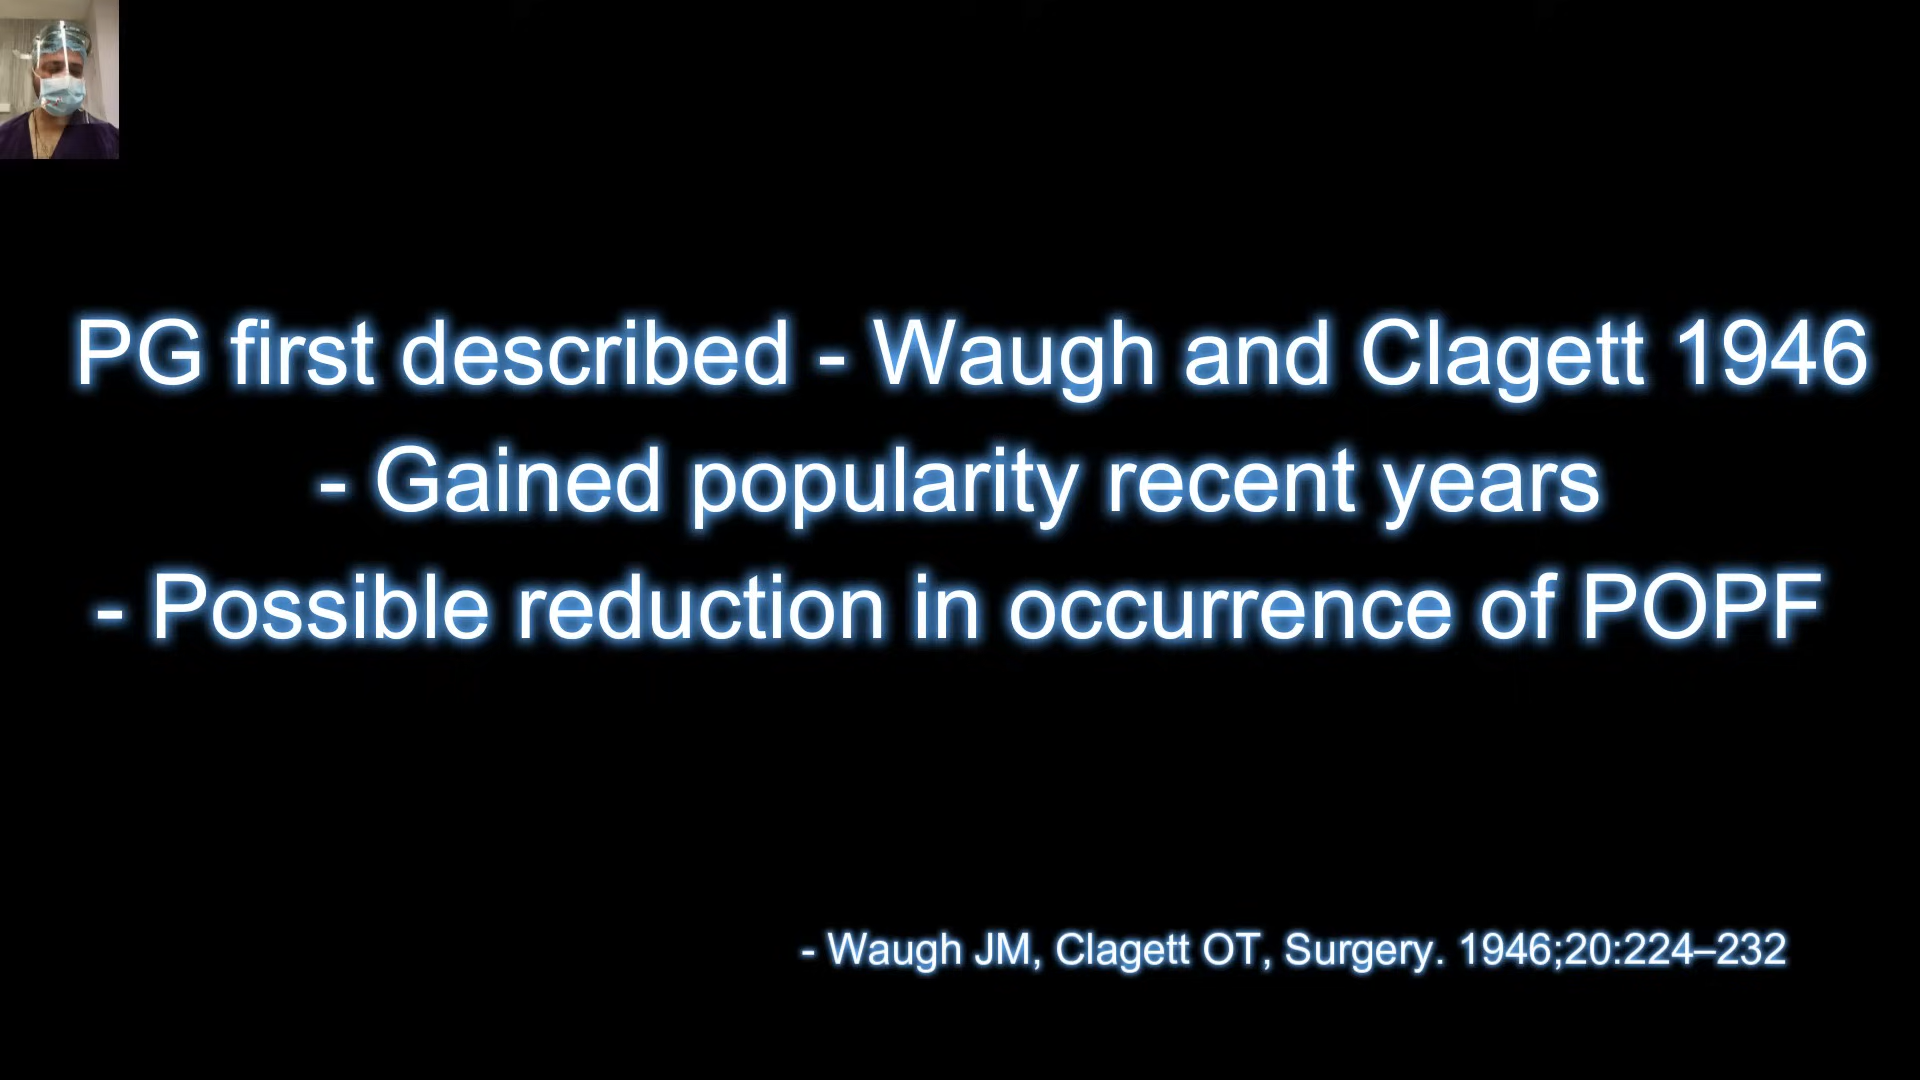 PG first described - Waugh and Clagett 1946
- Gained popularity recent years
- Possible reduction in occurrence of POPF
- Waugh JM, Clagett OT, Surgery. 1946;20:224–232